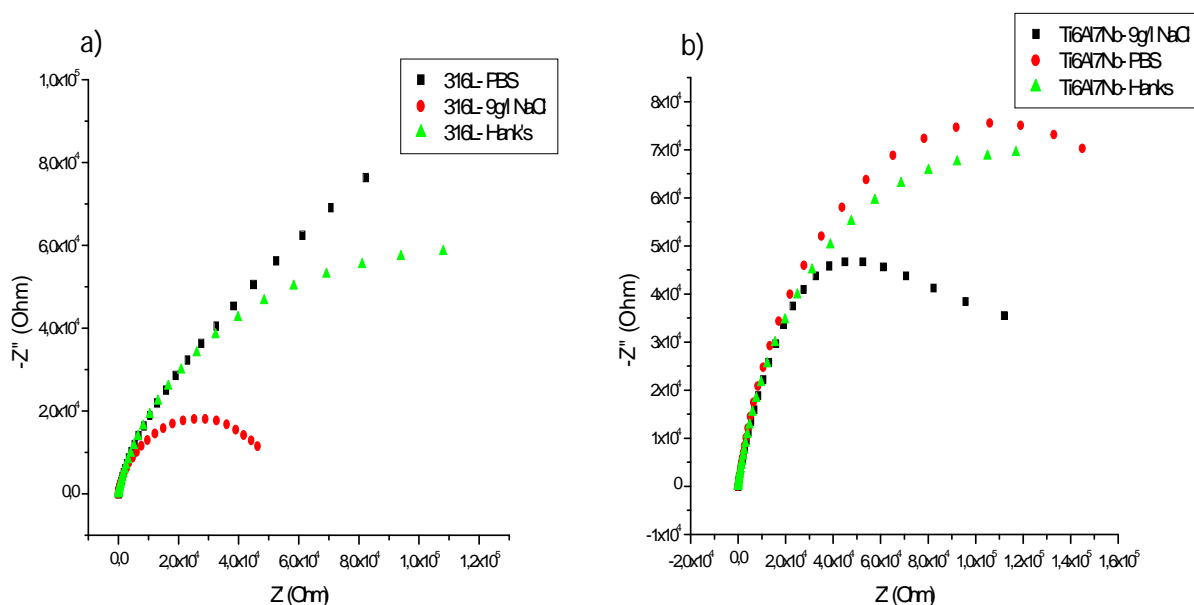 a)
316L- PBS
316L- 9g/l NaCl
316L- Hank's
1,0x10⁵
8,0x10⁴
6,0x10⁴
4,0x10⁴
2,0x10⁴
0,0
-Z'' (Ohm)
0,0 2,0x10⁴ 4,0x10⁴ 6,0x10⁴ 8,0x10⁴ 1,0x10⁵ 1,2x10⁵
Z' (Ohm)
b)
Ti6Al7Nb- 9g/l NaCl
Ti6Al7Nb- PBS
Ti6Al7Nb- Hanks
8x10⁴
7x10⁴
6x10⁴
5x10⁴
4x10⁴
3x10⁴
2x10⁴
1x10⁴
0
-1x10⁴
-Z'' (Ohm)
-2,0x10⁴ 0,0 2,0x10⁴ 4,0x10⁴ 6,0x10⁴ 8,0x10⁴ 1,0x10⁵ 1,2x10⁵ 1,4x10⁵ 1,6x10⁵
Z' (Ohm)